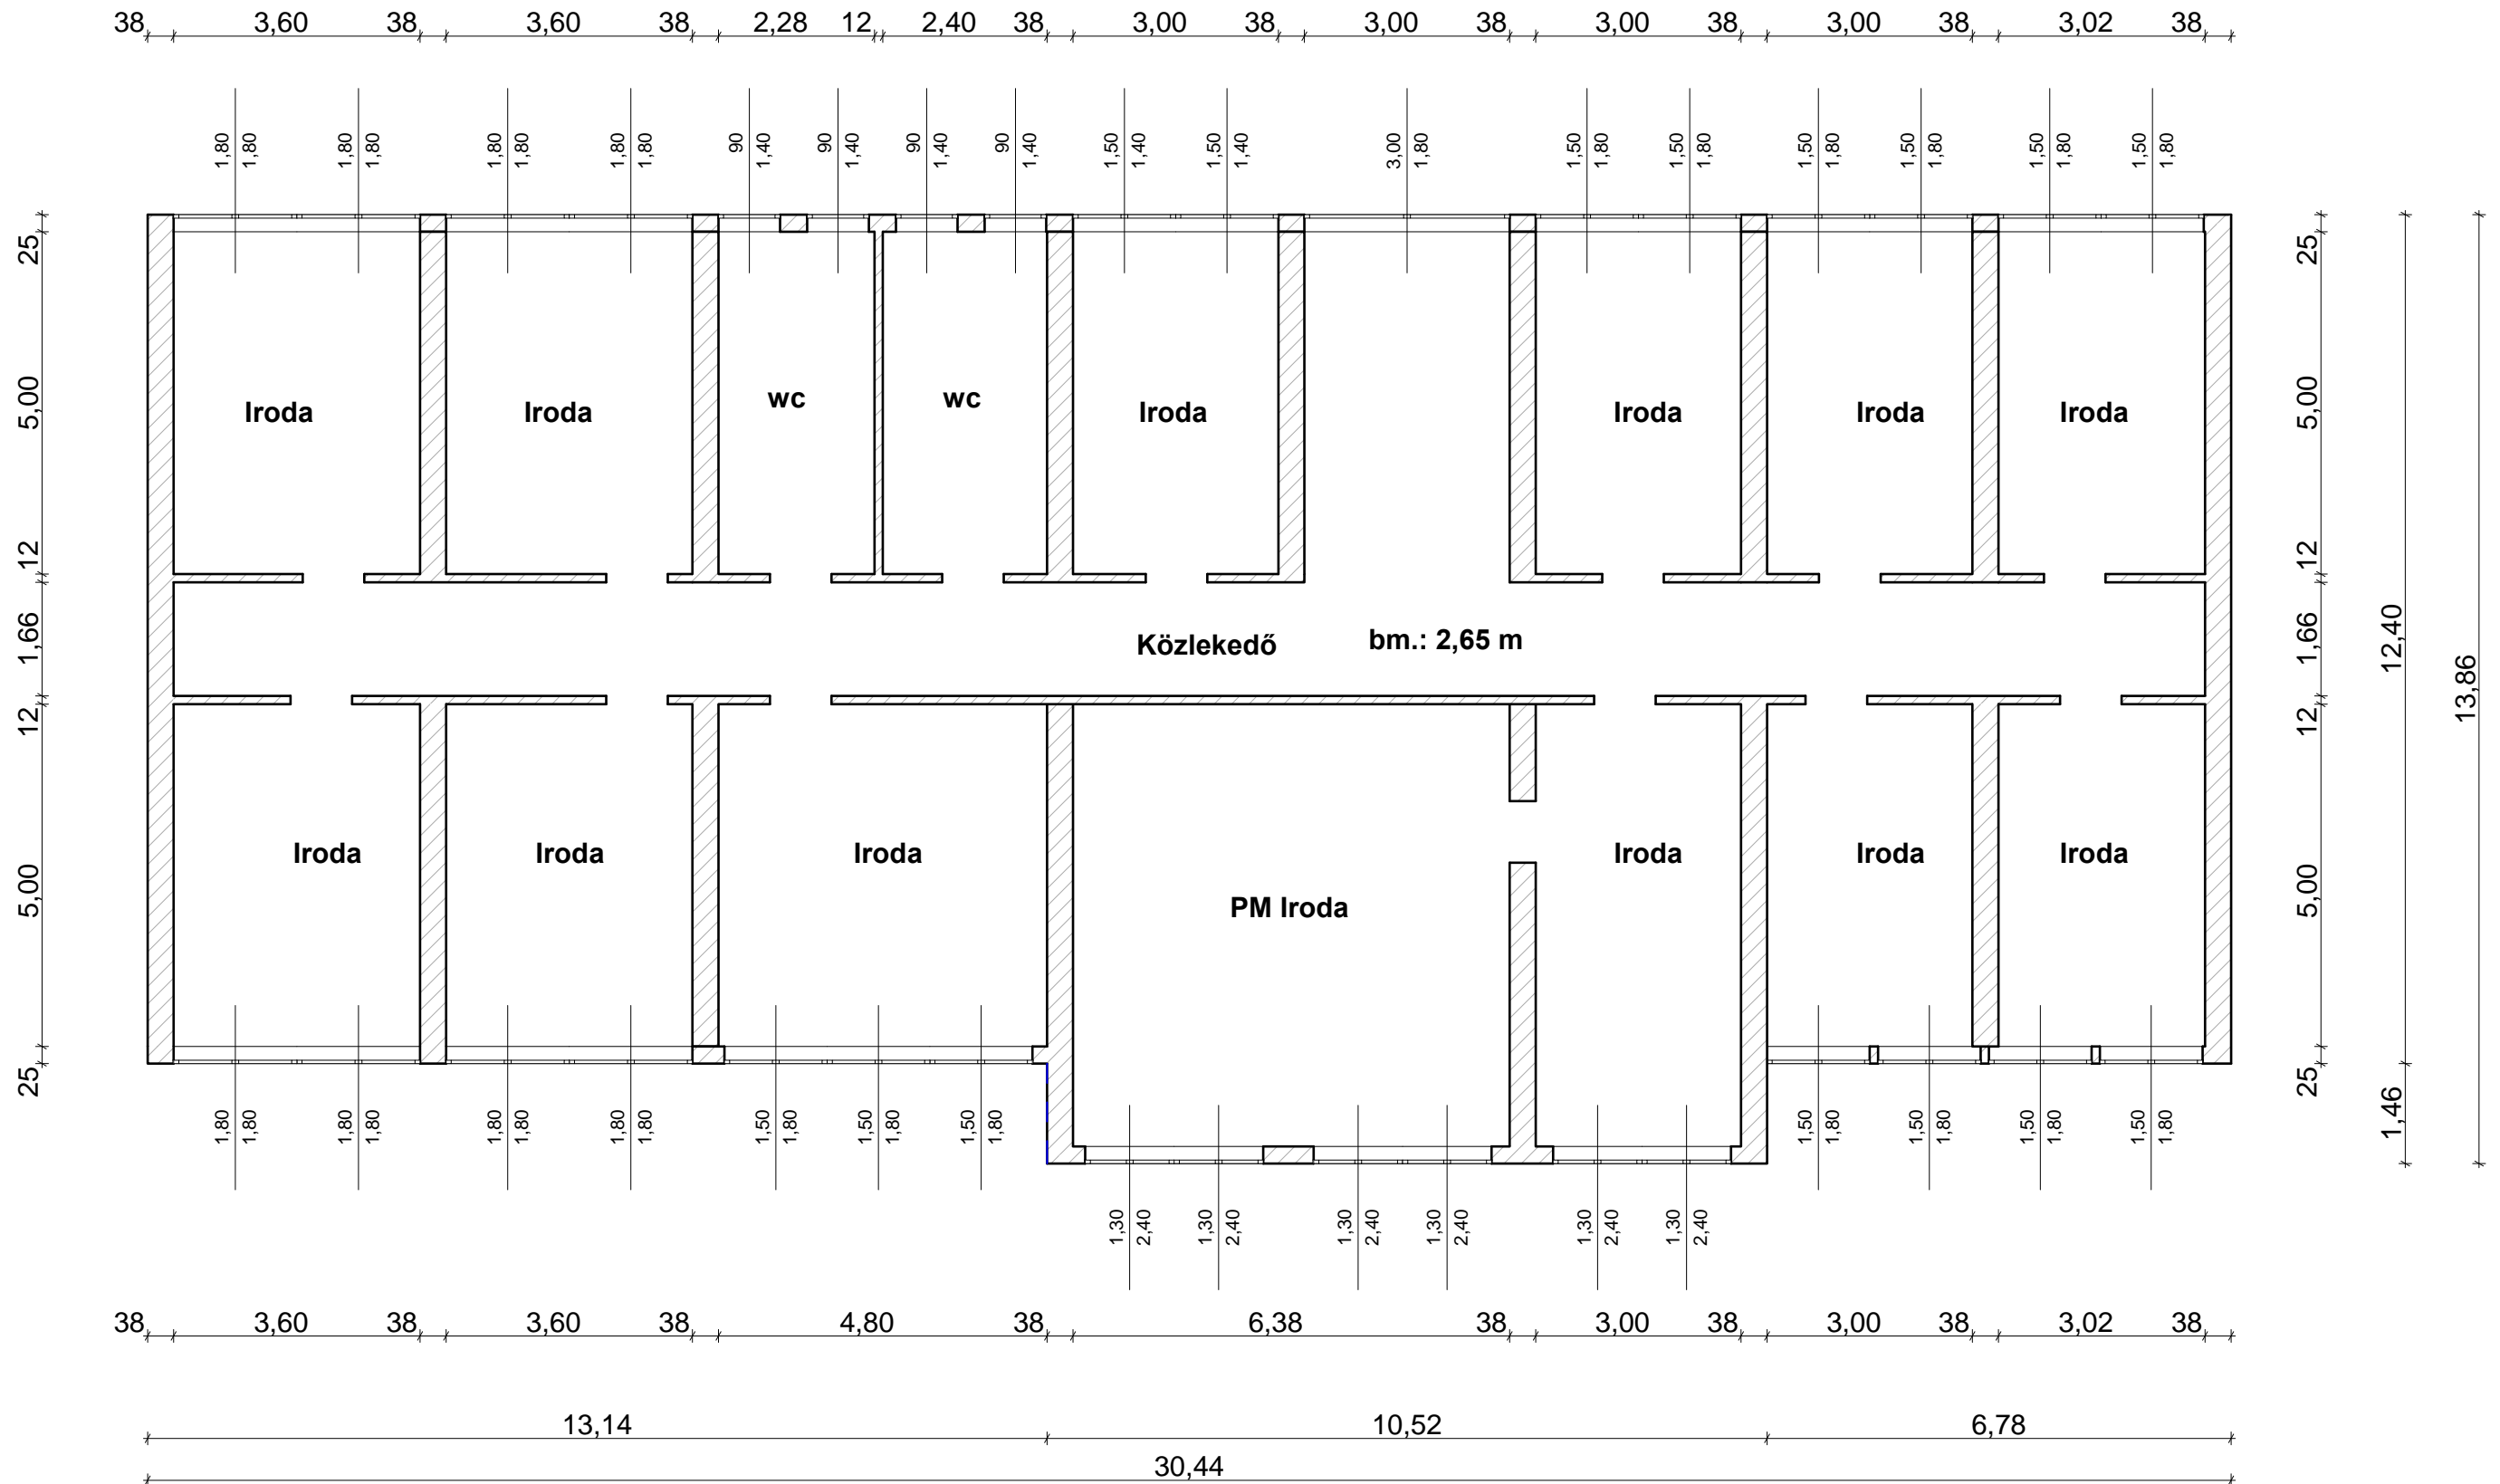 38 3,60 38 3,60 38 2,28 12 2,40 38 3,00 38 3,00 38 3,00 38 3,00 38 3,02 38
1,80 1,80 1,80 1,80 1,80 1,80 1,80 1,80 90 1,40 90 1,40 90 1,40 90 1,40 1,50 1,40 1,50 1,40 3,00 1,80 1,50 1,80 1,50 1,80 1,50 1,80 1,50 1,80 1,50 1,80 1,50 1,80
25 5,00 12 1,66 12 5,00 25
Iroda Iroda wc wc Iroda Iroda Iroda Iroda
Közlekedő bm.: 2,65 m
Iroda Iroda Iroda PM Iroda Iroda Iroda Iroda
25 5,00 12 1,66 12 5,00 25
12,40 1,46
13,86
1,80 1,80 1,80 1,80 1,80 1,80 1,80 1,80 1,50 1,80 1,50 1,80 1,50 1,80 1,50 1,80 1,50 1,80 1,50 1,80 1,50 1,80
1,30 2,40 1,30 2,40 1,30 2,40 1,30 2,40 1,30 2,40 1,30 2,40
38 3,60 38 3,60 38 4,80 38 6,38 38 3,00 38 3,00 38 3,02 38
13,14 10,52 6,78
30,44